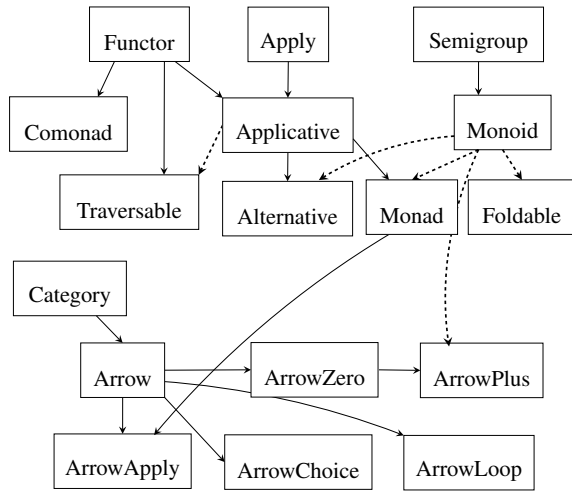 Functor
Apply
Semigroup
Comonad
Applicative
Monoid
Traversable
Alternative
Monad
Foldable
Category
Arrow
ArrowZero
ArrowPlus
ArrowApply
ArrowChoice
ArrowLoop